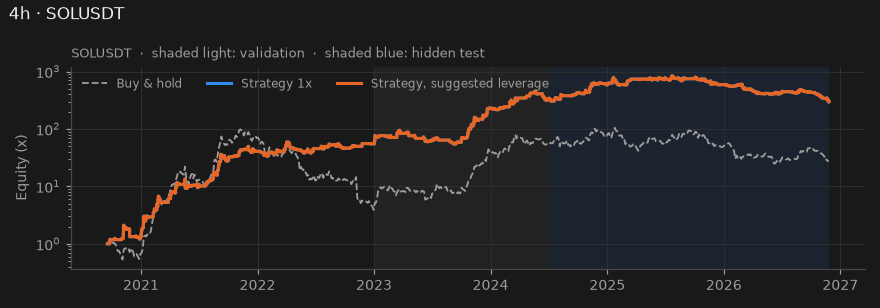 4h · SOLUSDT
SOLUSDT · shaded light: validation · shaded blue: hidden test
Buy & hold Strategy 1x Strategy, suggested leverage
Equity (x)
10³
10²
10¹
10⁰
2021 2022 2023 2024 2025 2026 2027